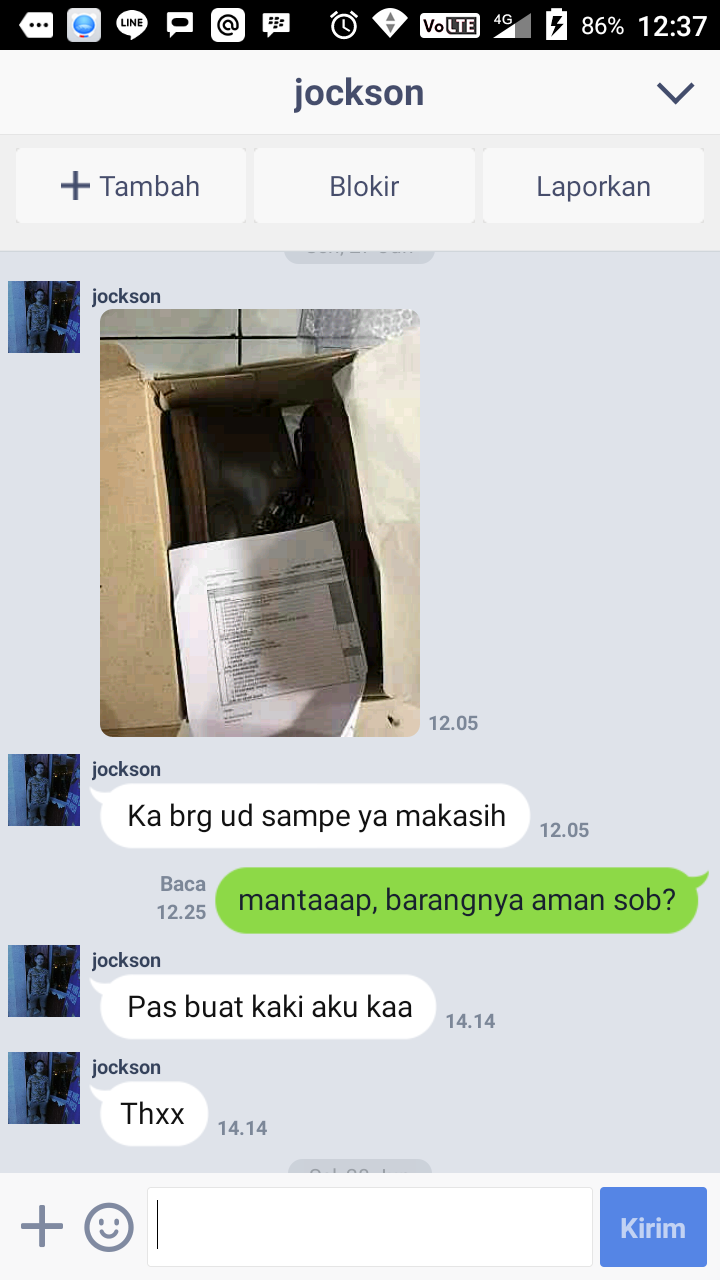 LINE
VoLTE
4G
86%
12:37
jockson
Tambah
Blokir
Laporkan
jockson
12.05
jockson
Ka brg ud sampe ya makasih
12.05
Baca
12.25
mantaaap, barangnya aman sob?
jockson
Pas buat kaki aku kaa
14.14
jockson
Thxx
14.14
Kirim